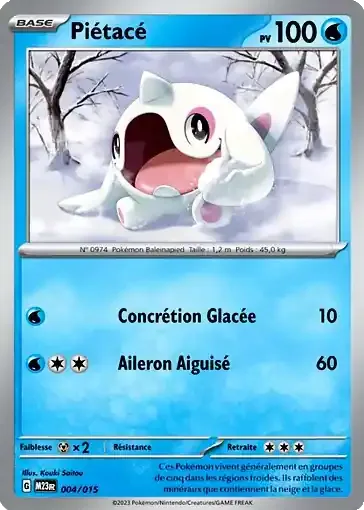 BASE
Piétacé
PV 100
N° 0974 Pokémon Baleinapied Taille : 1,2 m Poids : 45,0 kg
Concrétion Glacée 10
Aileron Aiguisé 60
Faiblesse ×2 Résistance Retraite
Illus. Kouki Saitou
G M23 FR 004/015
Ces Pokémon vivent généralement en groupes
de cinq dans les régions froides. Ils raffolent des
minéraux que contiennent la neige et la glace.
©2023 Pokémon/Nintendo/Creatures/GAME FREAK